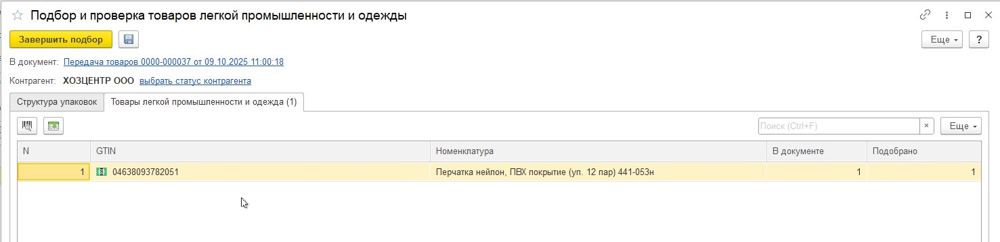 Подбор и проверка товаров легкой промышленности и одежды
Завершить подбор
Еще
?
В документ: Передача товаров 0000-000037 от 09.10.2025 11:00:18
Контрагент: ХОЗЦЕНТР ООО выбрать статус контрагента
Структура упаковок
Товары легкой промышленности и одежда (1)
Поиск (Ctrl+F)
×
Еще
N GTIN Номенклатура В документе Подобрано
1 04638093782051 Перчатка нейлон, ПВХ покрытие (уп. 12 пар) 441-053н 1 1